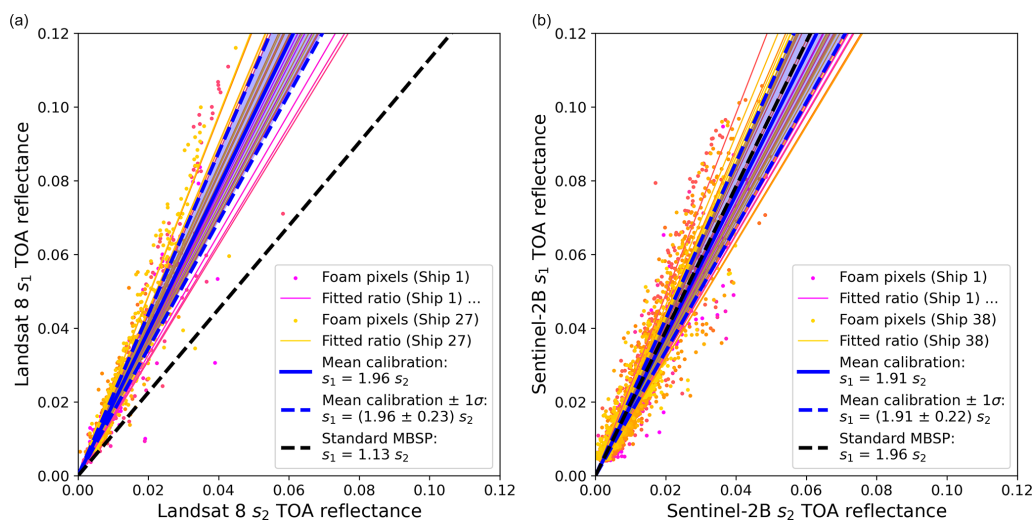 (a)
0.12
0.10
0.08
0.06
0.04
0.02
0.00
Landsat 8 s₁ TOA reflectance
Foam pixels (Ship 1)
Fitted ratio (Ship 1) ...
Foam pixels (Ship 27)
Fitted ratio (Ship 27)
Mean calibration:
s₁ = 1.96 s₂
Mean calibration ± 1σ:
s₁ = (1.96 ± 0.23) s₂
Standard MBSP:
s₁ = 1.13 s₂
0.00 0.02 0.04 0.06 0.08 0.10 0.12
Landsat 8 s₂ TOA reflectance
(b)
0.12
0.10
0.08
0.06
0.04
0.02
0.00
Sentinel-2B s₁ TOA reflectance
Foam pixels (Ship 1)
Fitted ratio (Ship 1) ...
Foam pixels (Ship 38)
Fitted ratio (Ship 38)
Mean calibration:
s₁ = 1.91 s₂
Mean calibration ± 1σ:
s₁ = (1.91 ± 0.22) s₂
Standard MBSP:
s₁ = 1.96 s₂
0.00 0.02 0.04 0.06 0.08 0.10 0.12
Sentinel-2B s₂ TOA reflectance